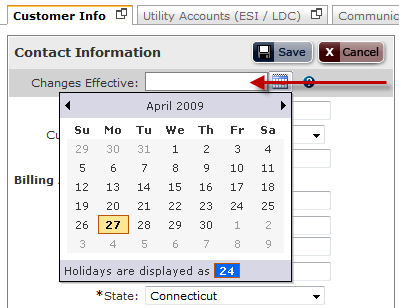 Customer Info Utility Accounts (ESI / LDC)
Contact Information Save X Cancel
Changes Effective:
April 2009
Su Mo Tu We Th Fr Sa
29 30 31 1 2 3 4
5 6 7 8 9 10 11
12 13 14 15 16 17 18
19 20 21 22 23 24 25
26 27 28 29 30 1 2
3 4 5 6 7 8 9
Holidays are displayed as 24
Billing
*State: Connecticut